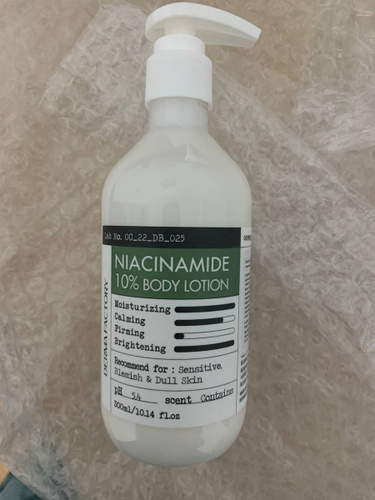 Lab No. OC_22_DB_025
NIACINAMIDE
10% BODY LOTION
DERMA FACTORY
Moisturizing
Calming
Firming
Brightening
Recommend for : Sensitive,
Blemish & Dull Skin
pH 5.4 scent Contains
300ml/10.14 fl.oz